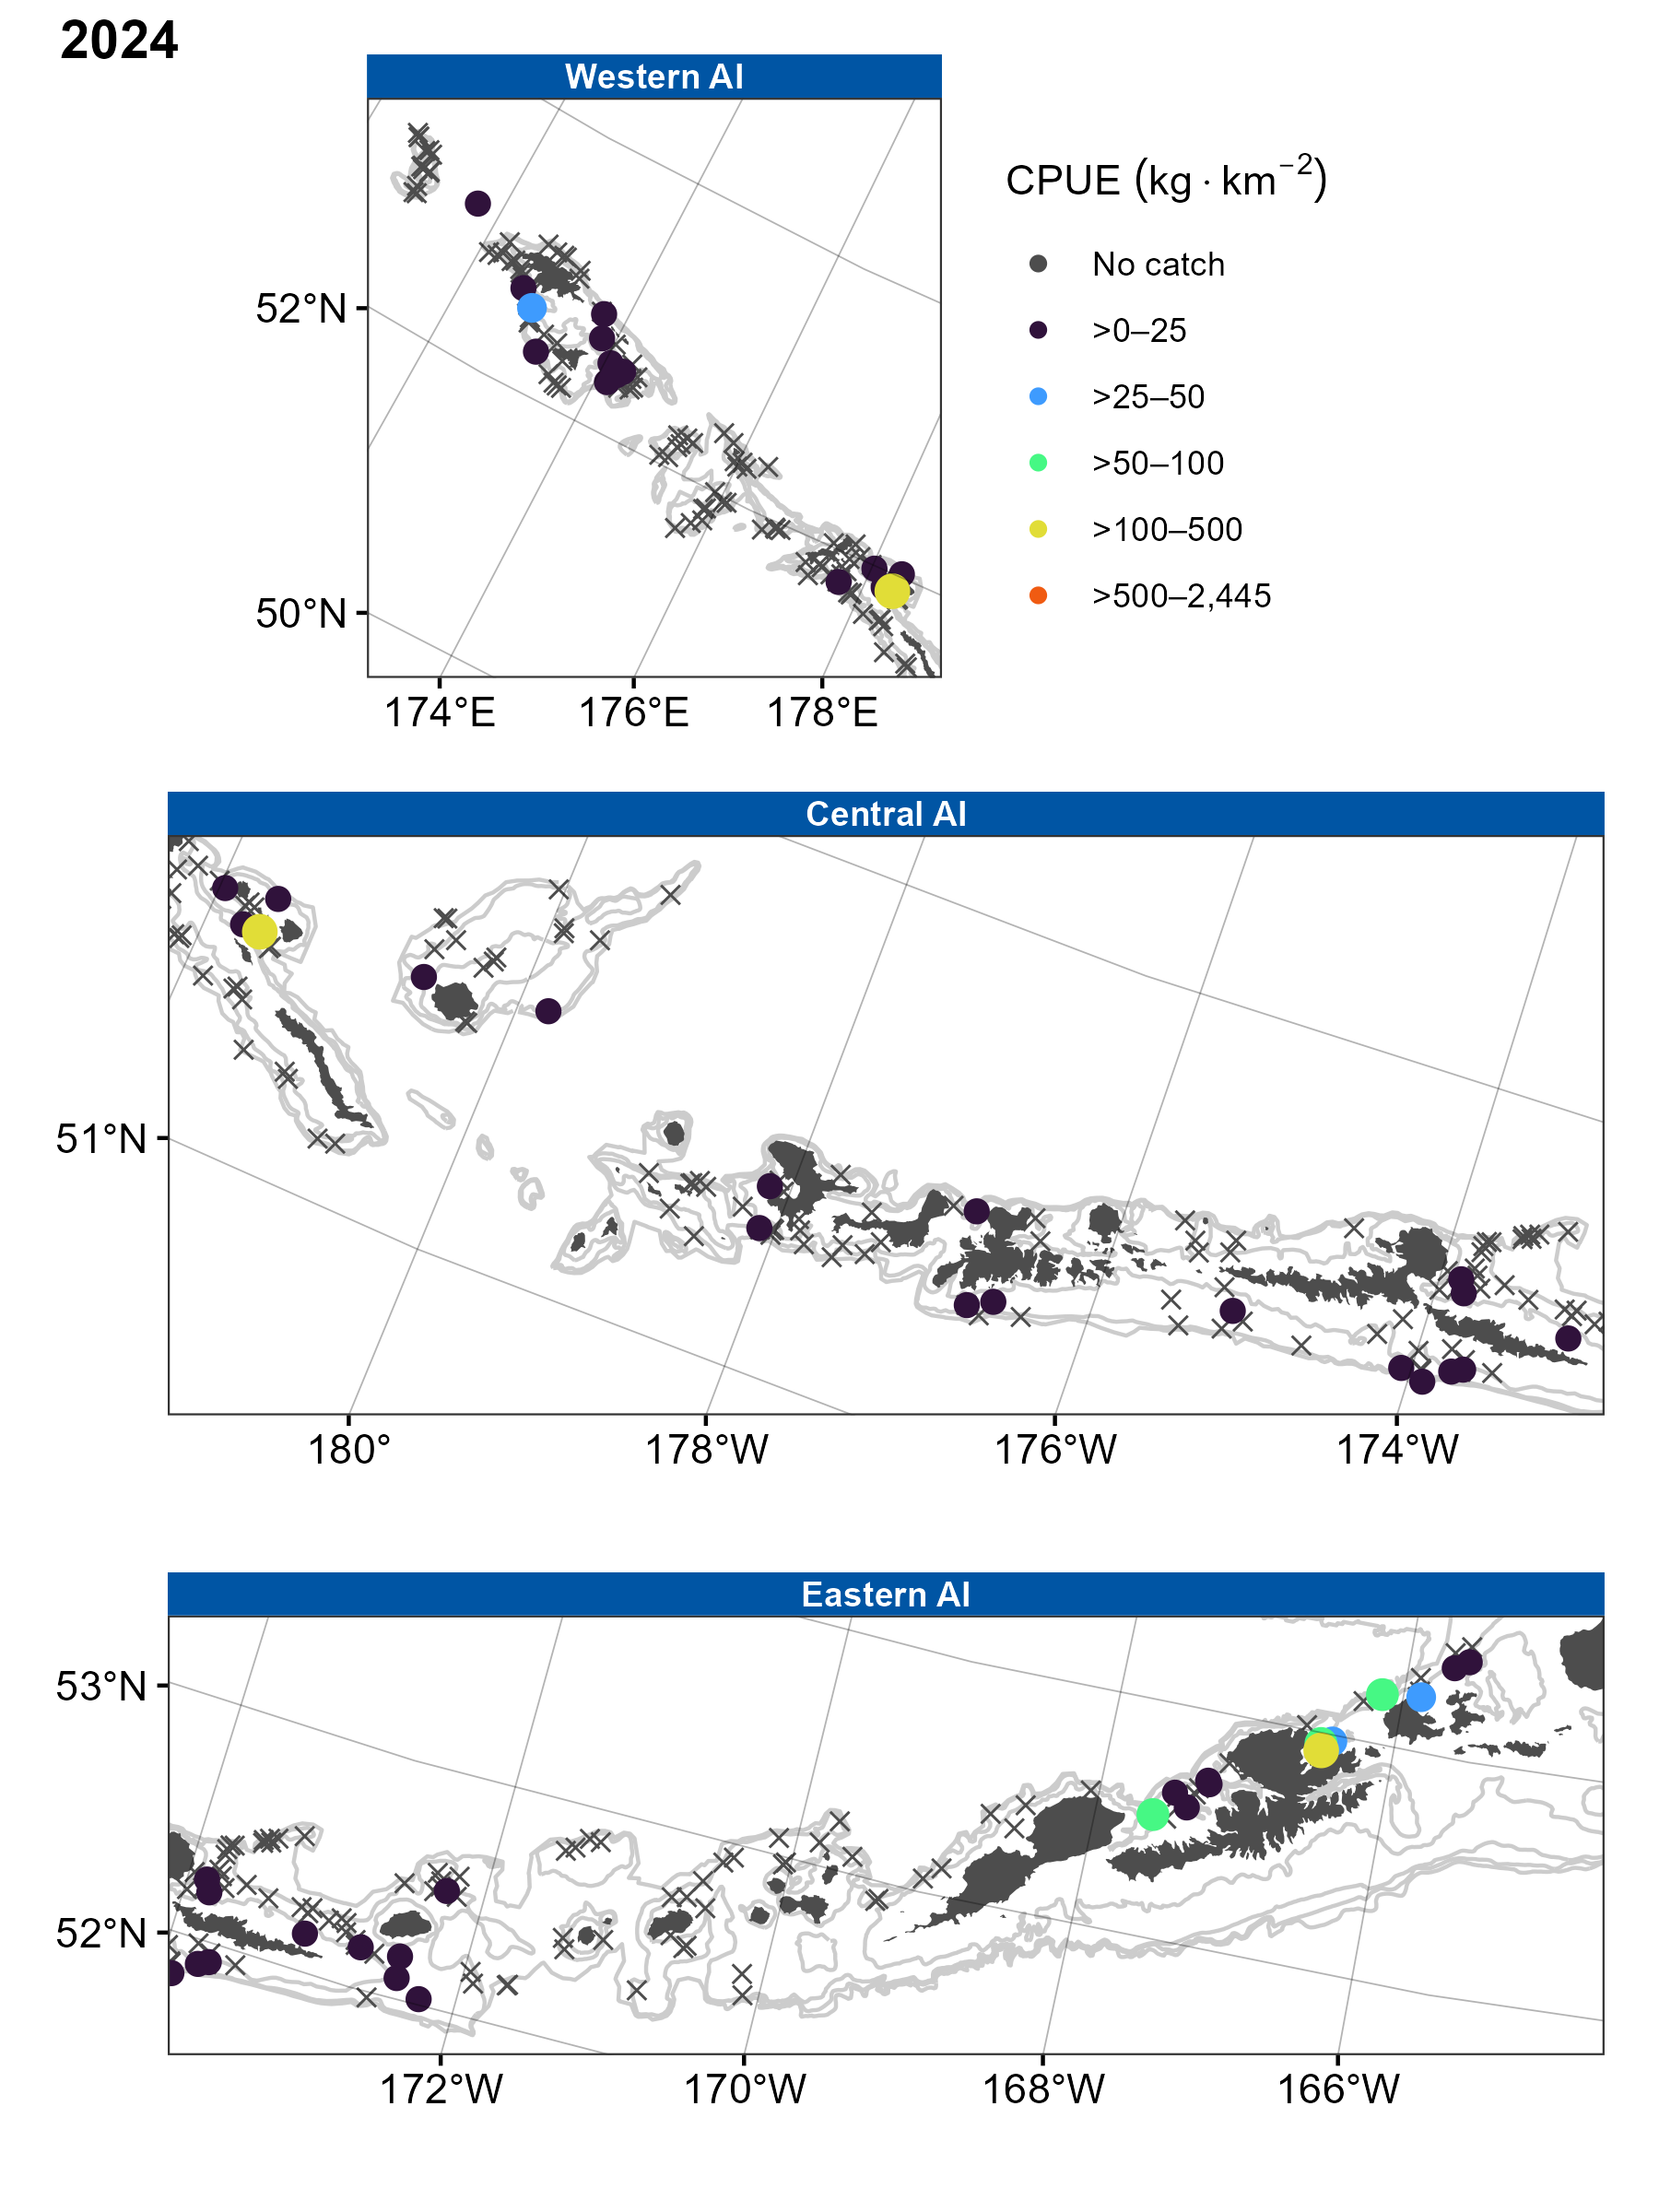 2024
Western AI
CPUE (kg · km−2)
No catch
>0–25
>25–50
>50–100
>100–500
>500–2,445
52°N
50°N
174°E 176°E 178°E
Central AI
51°N
180° 178°W 176°W 174°W
Eastern AI
53°N
52°N
172°W 170°W 168°W 166°W